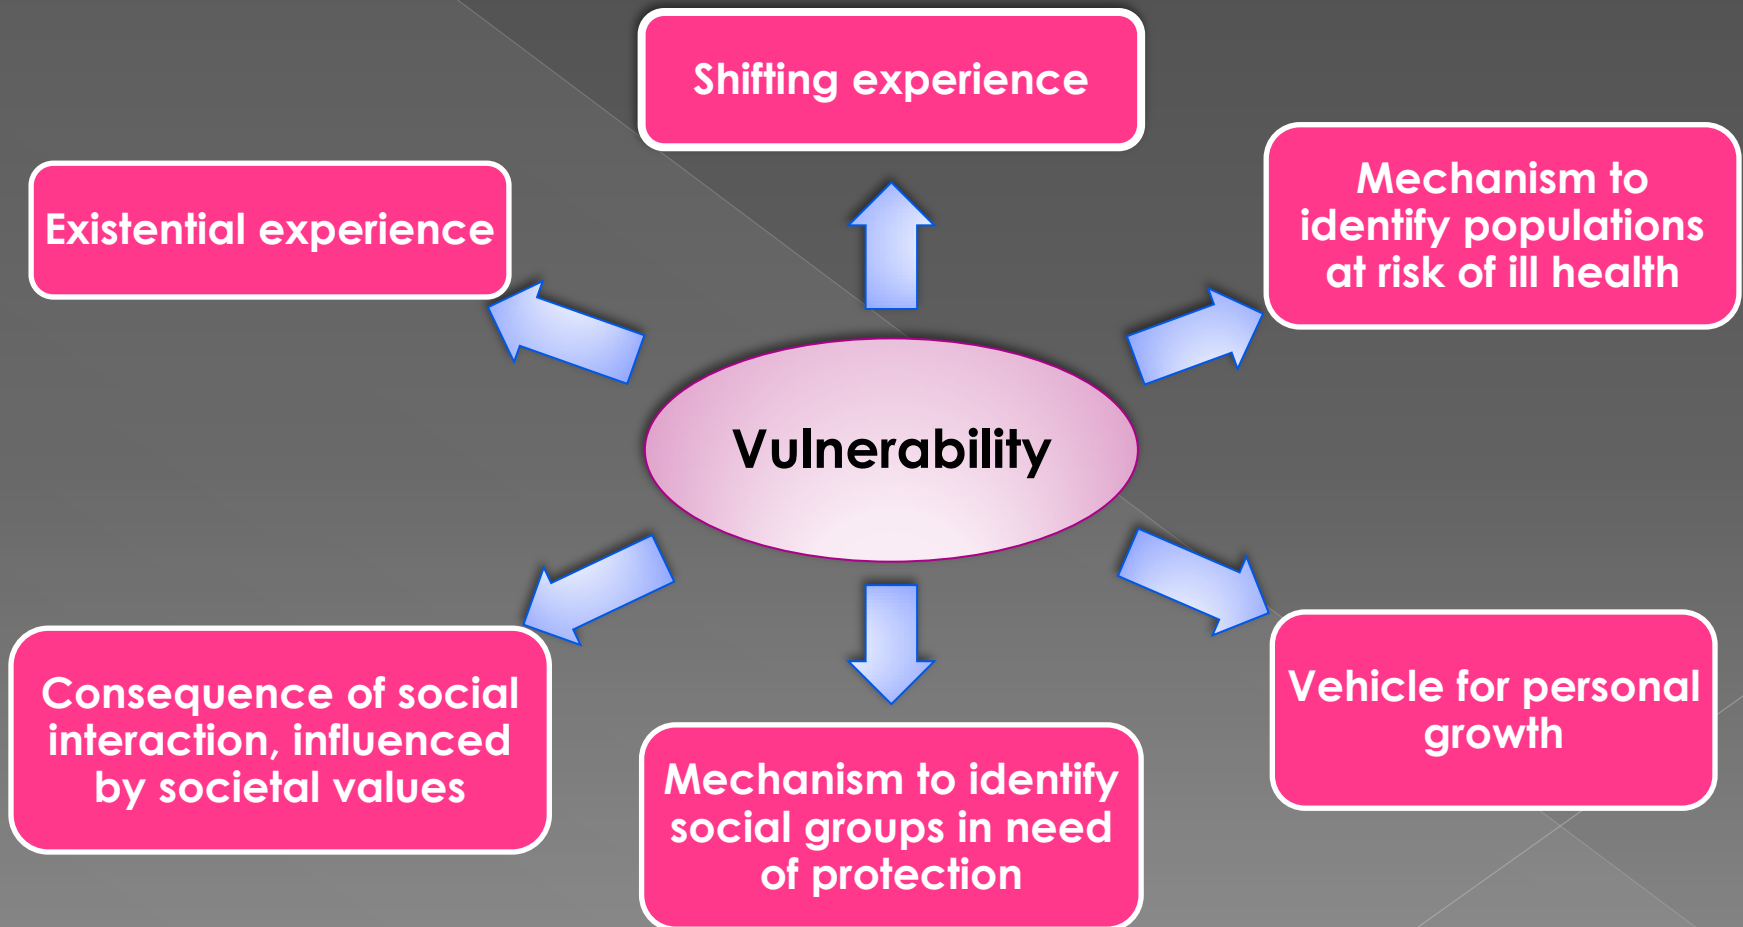 Shifting experience
Existential experience
Mechanism to
identify populations
at risk of ill health
Vulnerability
Consequence of social
interaction, influenced
by societal values
Mechanism to identify
social groups in need
of protection
Vehicle for personal
growth